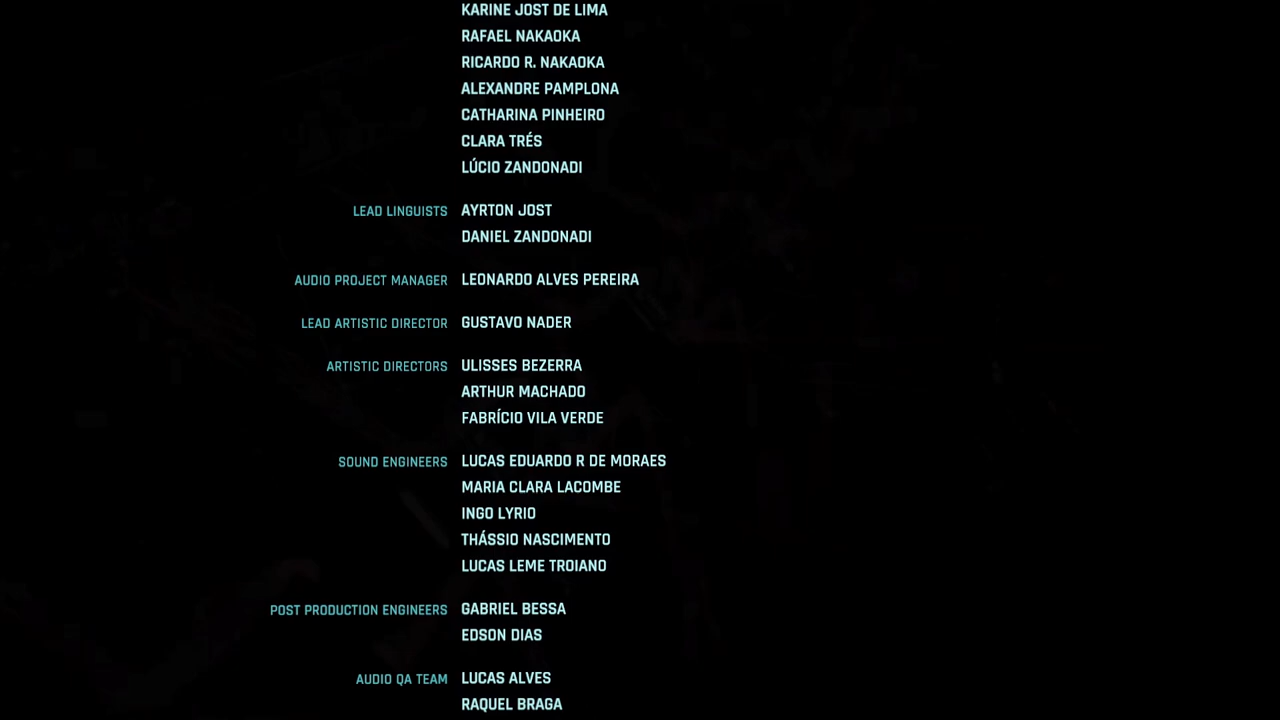 KARINE JOST DE LIMA
RAFAEL NAKAOKA
RICARDO R. NAKAOKA
ALEXANDRE PAMPLONA
CATHARINA PINHEIRO
CLARA TRÉS
LÚCIO ZANDONADI
LEAD LINGUISTS AYRTON JOST
DANIEL ZANDONADI
AUDIO PROJECT MANAGER LEONARDO ALVES PEREIRA
LEAD ARTISTIC DIRECTOR GUSTAVO NADER
ARTISTIC DIRECTORS ULISSES BEZERRA
ARTHUR MACHADO
FABRÍCIO VILA VERDE
SOUND ENGINEERS LUCAS EDUARDO R DE MORAES
MARIA CLARA LACOMBE
INGO LYRIO
THÁSSIO NASCIMENTO
LUCAS LEME TROIANO
POST PRODUCTION ENGINEERS GABRIEL BESSA
EDSON DIAS
AUDIO QA TEAM LUCAS ALVES
RAQUEL BRAGA